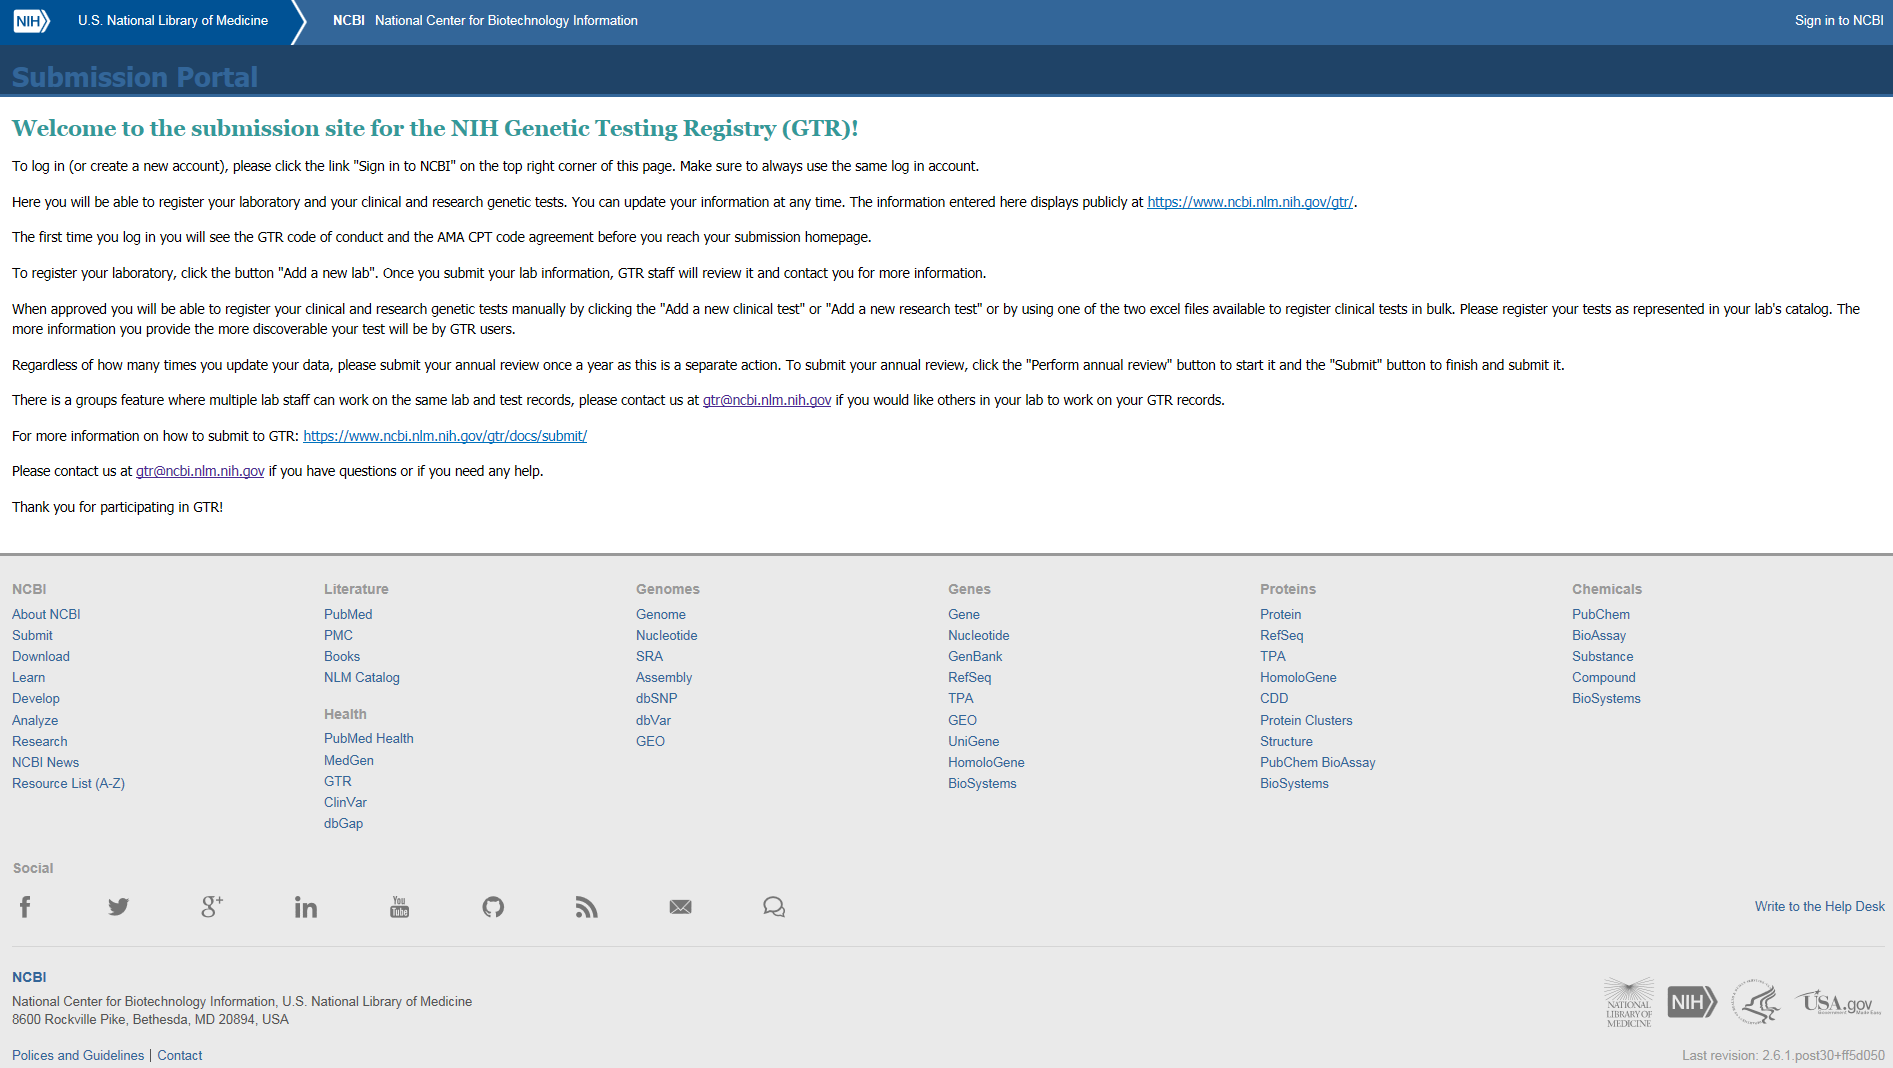 NIH U.S. National Library of Medicine NCBI National Center for Biotechnology Information Sign in to NCBI
Submission Portal
Welcome to the submission site for the NIH Genetic Testing Registry (GTR)!
To log in (or create a new account), please click the link "Sign in to NCBI" on the top right corner of this page. Make sure to always use the same log in account.
Here you will be able to register your laboratory and your clinical and research genetic tests. You can update your information at any time. The information entered here displays publicly at https://www.ncbi.nlm.nih.gov/gtr/.
The first time you log in you will see the GTR code of conduct and the AMA CPT code agreement before you reach your submission homepage.
To register your laboratory, click the button "Add a new lab". Once you submit your lab information, GTR staff will review it and contact you for more information.
When approved you will be able to register your clinical and research genetic tests manually by clicking the "Add a new clinical test" or "Add a new research test" or by using one of the two excel files available to register clinical tests in bulk. Please register your tests as represented in your lab's catalog. The
more information you provide the more discoverable your test will be by GTR users.
Regardless of how many times you update your data, please submit your annual review once a year as this is a separate action. To submit your annual review, click the "Perform annual review" button to start it and the "Submit" button to finish and submit it.
There is a groups feature where multiple lab staff can work on the same lab and test records, please contact us at gtr@ncbi.nlm.nih.gov if you would like others in your lab to work on your GTR records.
For more information on how to submit to GTR: https://www.ncbi.nlm.nih.gov/gtr/docs/submit/
Please contact us at gtr@ncbi.nlm.nih.gov if you have questions or if you need any help.
Thank you for participating in GTR!
NCBI
About NCBI
Submit
Download
Learn
Develop
Analyze
Research
NCBI News
Resource List (A-Z)
Literature
PubMed
PMC
Books
NLM Catalog
Health
PubMed Health
MedGen
GTR
ClinVar
dbGap
Genomes
Genome
Nucleotide
SRA
Assembly
dbSNP
dbVar
GEO
Genes
Gene
Nucleotide
GenBank
RefSeq
TPA
GEO
UniGene
HomoloGene
BioSystems
Proteins
Protein
RefSeq
TPA
HomoloGene
CDD
Protein Clusters
Structure
PubChem BioAssay
BioSystems
Chemicals
PubChem
BioAssay
Substance
Compound
BioSystems
Social
You
Tube
Write to the Help Desk
NCBI
National Center for Biotechnology Information, U.S. National Library of Medicine
8600 Rockville Pike, Bethesda, MD 20894, USA
Polices and Guidelines | Contact
NATIONAL
LIBRARY OF
MEDICINE
NIH
USA.gov
Government Made Easy
Last revision: 2.6.1.post30+ff5d050